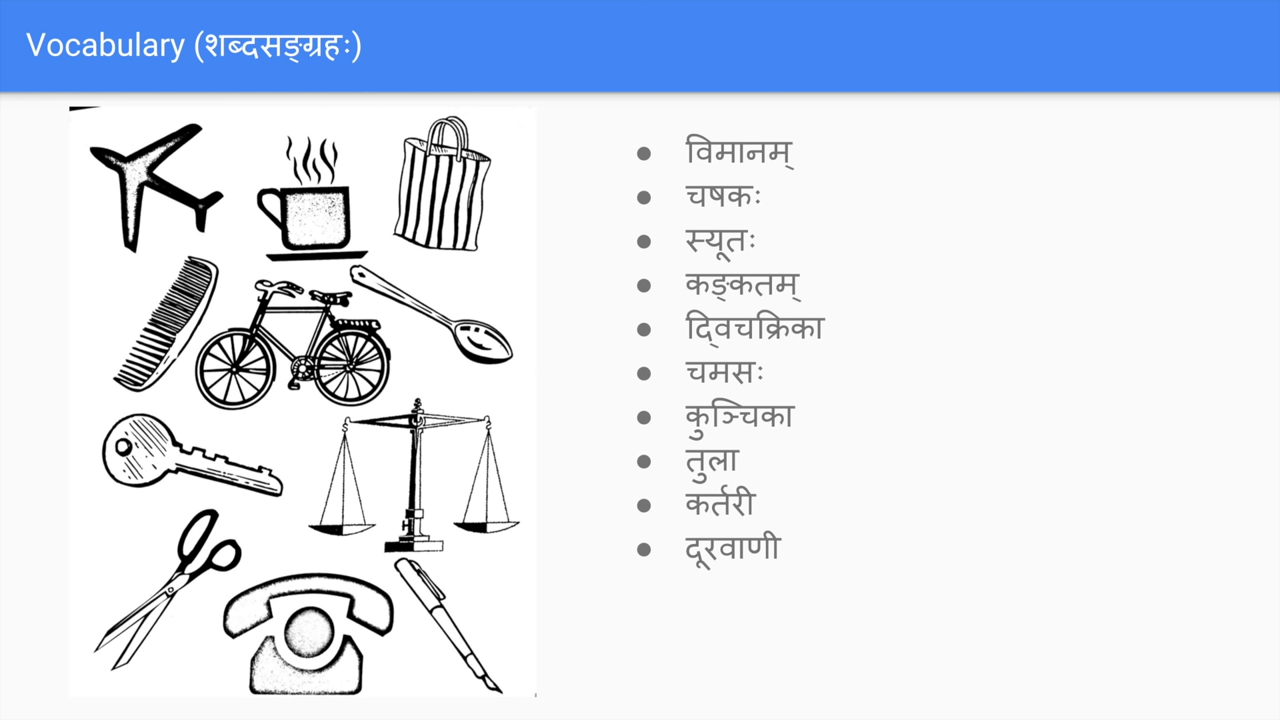 Vocabulary (शब्दसङ्ग्रहः)
• विमानम्
• चषकः
• स्यूतः
• कङ्कतम्
• द्विचक्रिका
• चमसः
• कुञ्चिका
• तुला
• कर्तरी
• दूरवाणी